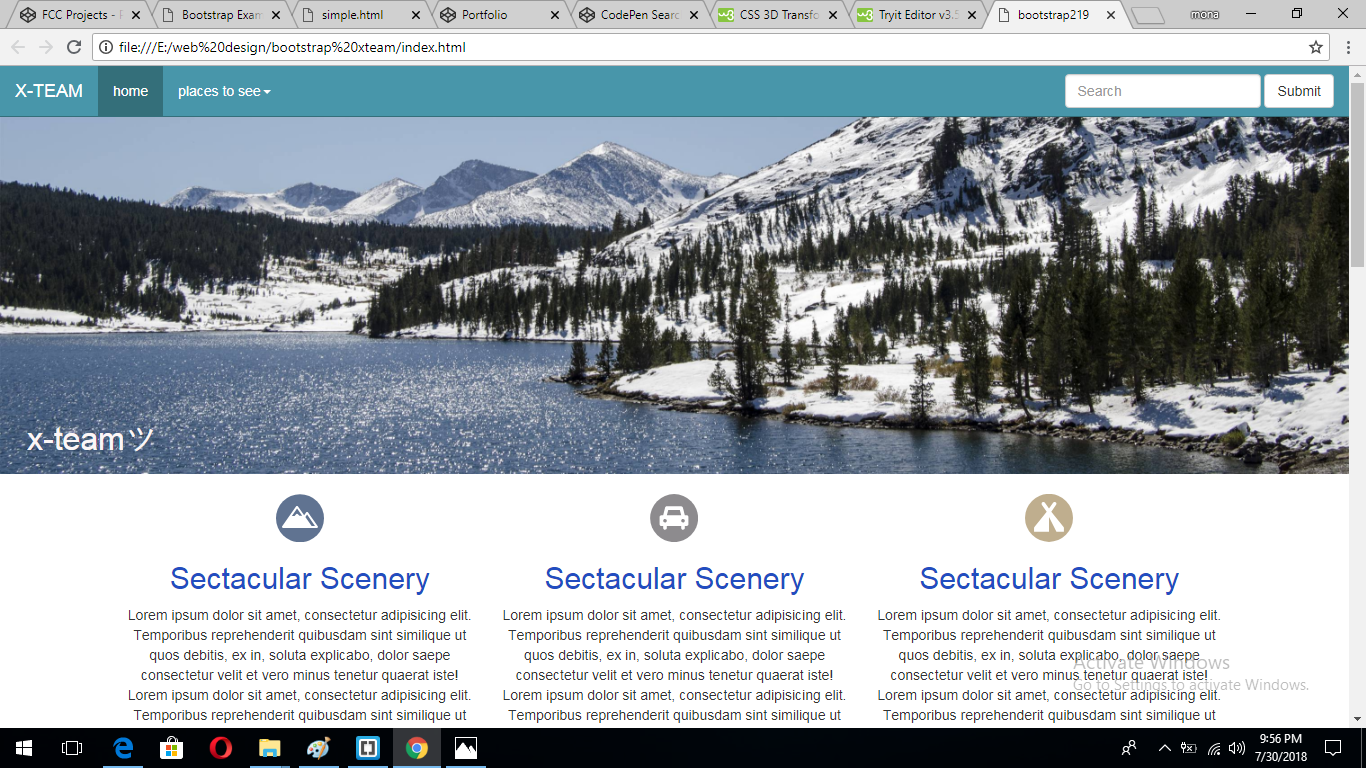 FCC Projects - F
Bootstrap Exam
simple.html
Portfolio
CodePen Searc
CSS 3D Transfo
Tryit Editor v3.5
bootstrap219
mona
file:///E:/web%20design/bootstrap%20xteam/index.html
X-TEAM
home
places to see
Search
Submit
x-teamツ
Sectacular Scenery
Lorem ipsum dolor sit amet, consectetur adipisicing elit.
Temporibus reprehenderit quibusdam sint similique ut
quos debitis, ex in, soluta explicabo, dolor saepe
consectetur velit et vero minus tenetur quaerat iste!
Lorem ipsum dolor sit amet, consectetur adipisicing elit.
Temporibus reprehenderit quibusdam sint similique ut
Sectacular Scenery
Lorem ipsum dolor sit amet, consectetur adipisicing elit.
Temporibus reprehenderit quibusdam sint similique ut
quos debitis, ex in, soluta explicabo, dolor saepe
consectetur velit et vero minus tenetur quaerat iste!
Lorem ipsum dolor sit amet, consectetur adipisicing elit.
Temporibus reprehenderit quibusdam sint similique ut
Sectacular Scenery
Lorem ipsum dolor sit amet, consectetur adipisicing elit.
Temporibus reprehenderit quibusdam sint similique ut
quos debitis, ex in, soluta explicabo, dolor saepe
consectetur velit et vero minus tenetur quaerat iste!
Lorem ipsum dolor sit amet, consectetur adipisicing elit.
Temporibus reprehenderit quibusdam sint similique ut
Activate Windows
Go to Settings to activate Windows.
9:56 PM
7/30/2018